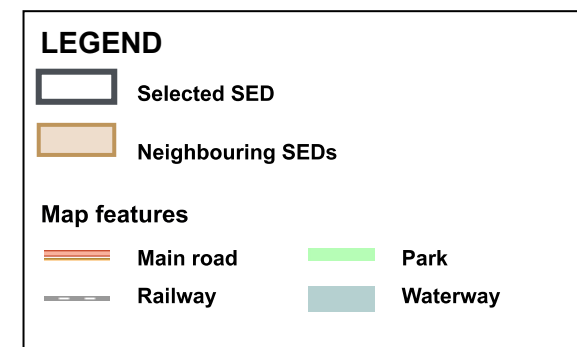 LEGEND
Selected SED
Neighbouring SEDs
Map features
Main road
Park
Railway
Waterway